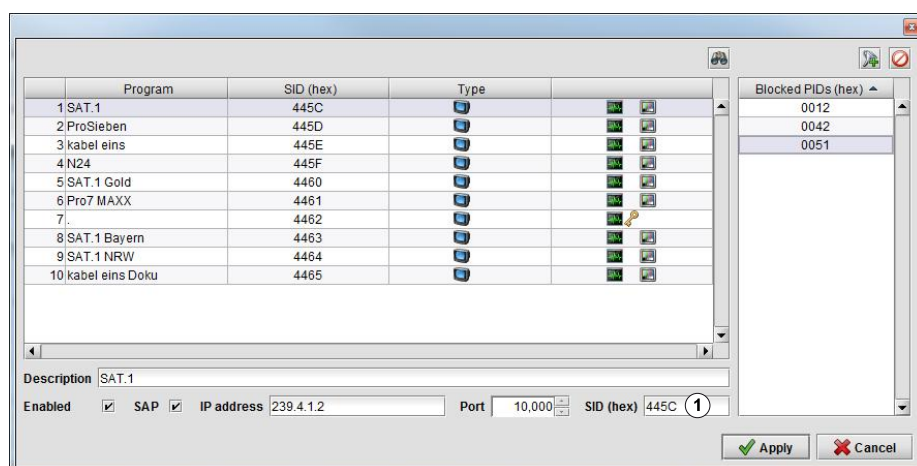 Program SID (hex) Type Blocked PIDs (hex)
1 SAT.1 445C 0012
2 ProSieben 445D 0042
3 kabel eins 445E 0051
4 N24 445F
5 SAT.1 Gold 4460
6 Pro7 MAXX 4461
7 . 4462
8 SAT.1 Bayern 4463
9 SAT.1 NRW 4464
10 kabel eins Doku 4465
Description SAT.1
Enabled SAP IP address 239.4.1.2 Port 10,000 SID (hex) 445C 1
Apply Cancel